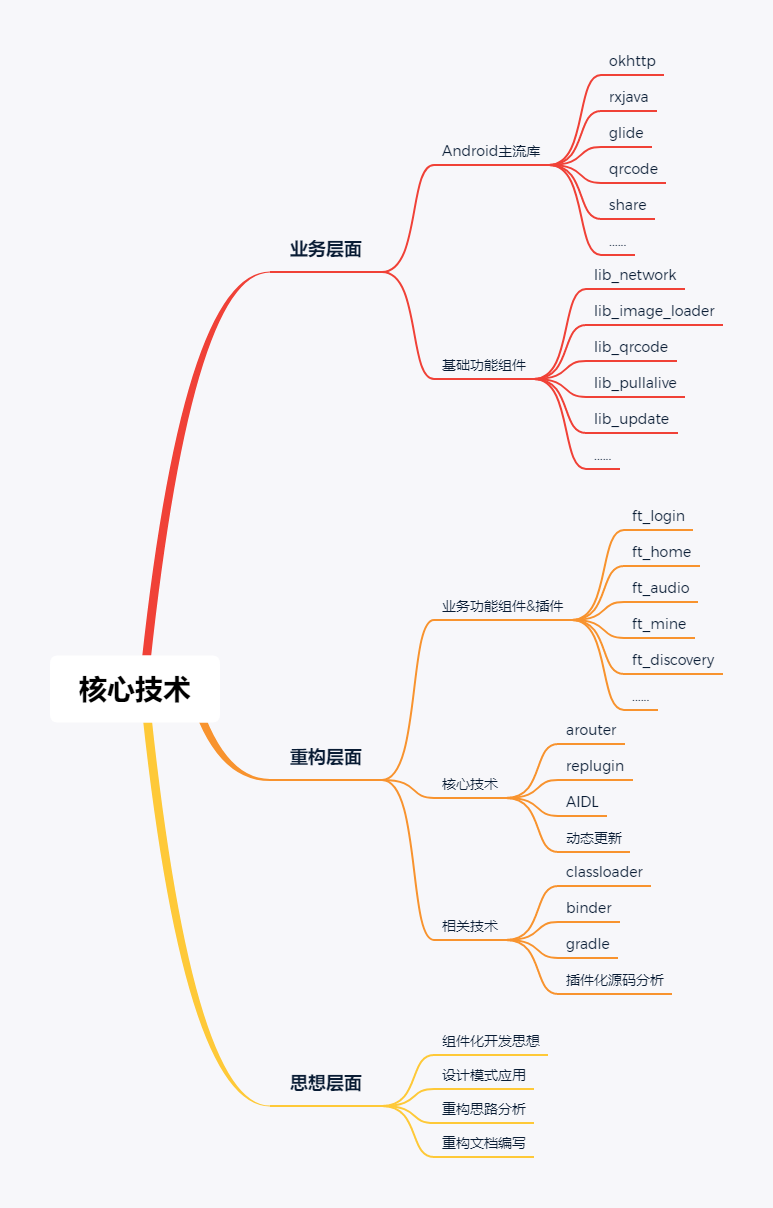 核心技术
业务层面
Android主流库
okhttp
rxjava
glide
qrcode
share
......
基础功能组件
lib_network
lib_image_loader
lib_qrcode
lib_pullalive
lib_update
......
重构层面
业务功能组件&插件
ft_login
ft_home
ft_audio
ft_mine
ft_discovery
......
核心技术
arouter
replugin
AIDL
动态更新
相关技术
classloader
binder
gradle
插件化源码分析
思想层面
组件化开发思想
设计模式应用
重构思路分析
重构文档编写